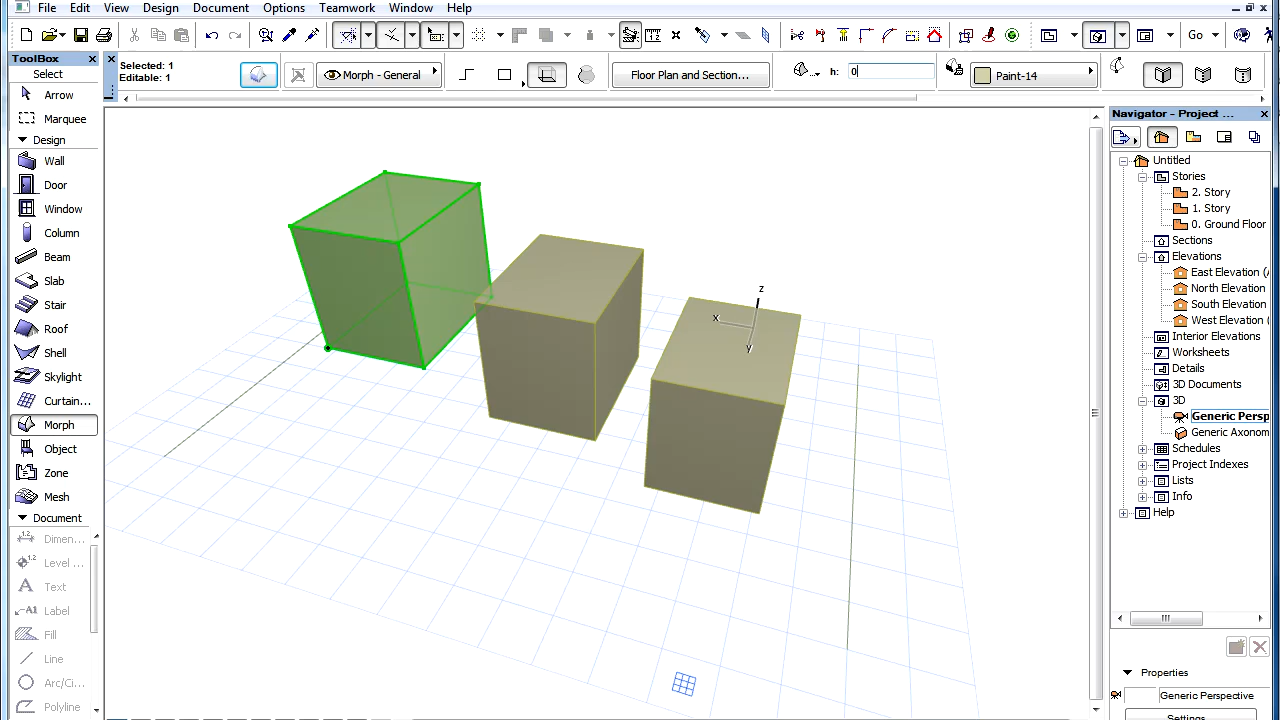 File Edit View Design Document Options Teamwork Window Help
Go
ToolBox
Select
Arrow
Marquee
Design
Wall
Door
Window
Column
Beam
Slab
Stair
Roof
Shell
Skylight
Curtain...
Morph
Object
Zone
Mesh
Document
Dimen...
Level ...
Text
Label
Fill
Line
Arc/Ci...
Polyline
Selected: 1
Editable: 1
Morph - General
Floor Plan and Section...
h: 0
Paint-14
z
x
y
Navigator - Project ...
Untitled
Stories
2. Story
1. Story
0. Ground Floor
Sections
Elevations
East Elevation (
North Elevation
South Elevation
West Elevation (
Interior Elevations
Worksheets
Details
3D Documents
3D
Generic Persp
Generic Axonom
Schedules
Project Indexes
Lists
Info
Help
Properties
Generic Perspective
Settings...